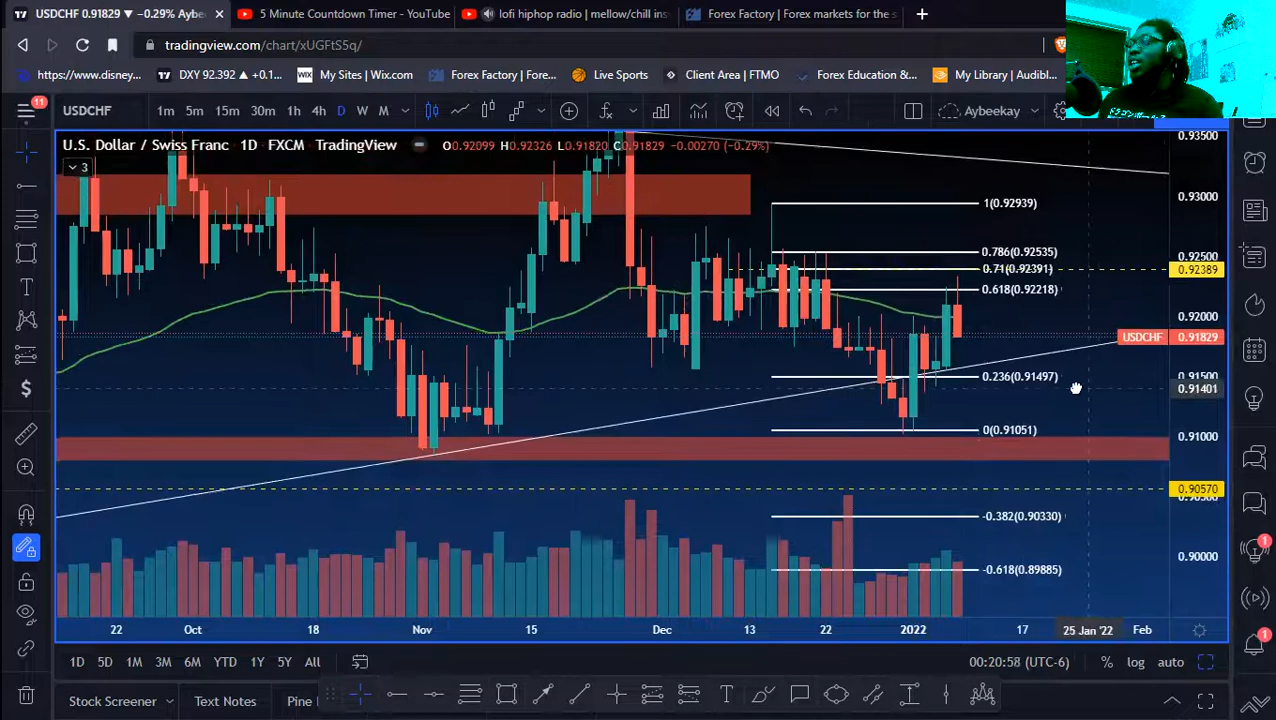 USDCHF 0.91829 ▼ −0.29% Aybe
5 Minute Countdown Timer - YouTube
lofi hiphop radio | mellow/chill ins
Forex Factory | Forex markets for the s
tradingview.com/chart/xUGFtS5q/
https://www.disney...
DXY 92.392 ▲ +0.1...
WIX My Sites | Wix.com
Forex Factory | Fore...
Live Sports
Client Area | FTMO
Forex Education &...
My Library | Audibl...
11
USDCHF
1m 5m 15m 30m 1h 4h D W M
Aybeekay
U.S. Dollar / Swiss Franc · 1D · FXCM · TradingView
O0.92099 H0.92326 L0.91820 C0.91829 −0.00270 (−0.29%)
3
0.93500
0.93000
0.92500
0.92389
0.92000
USDCHF 0.91829
0.91500
0.91401
0.91000
0.90570
0.90500
0.90000
1(0.92939)
0.786(0.92535)
0.71(0.92391)
0.618(0.92218)
0.236(0.91497)
0(0.91051)
-0.382(0.90330)
-0.618(0.89885)
22 Oct 18 Nov 15 Dec 13 22 2022 17 25 Jan '22 Feb
1D 5D 1M 3M 6M YTD 1Y 5Y All
00:20:58 (UTC-6) % log auto
Stock Screener
Text Notes
Pine
1
1